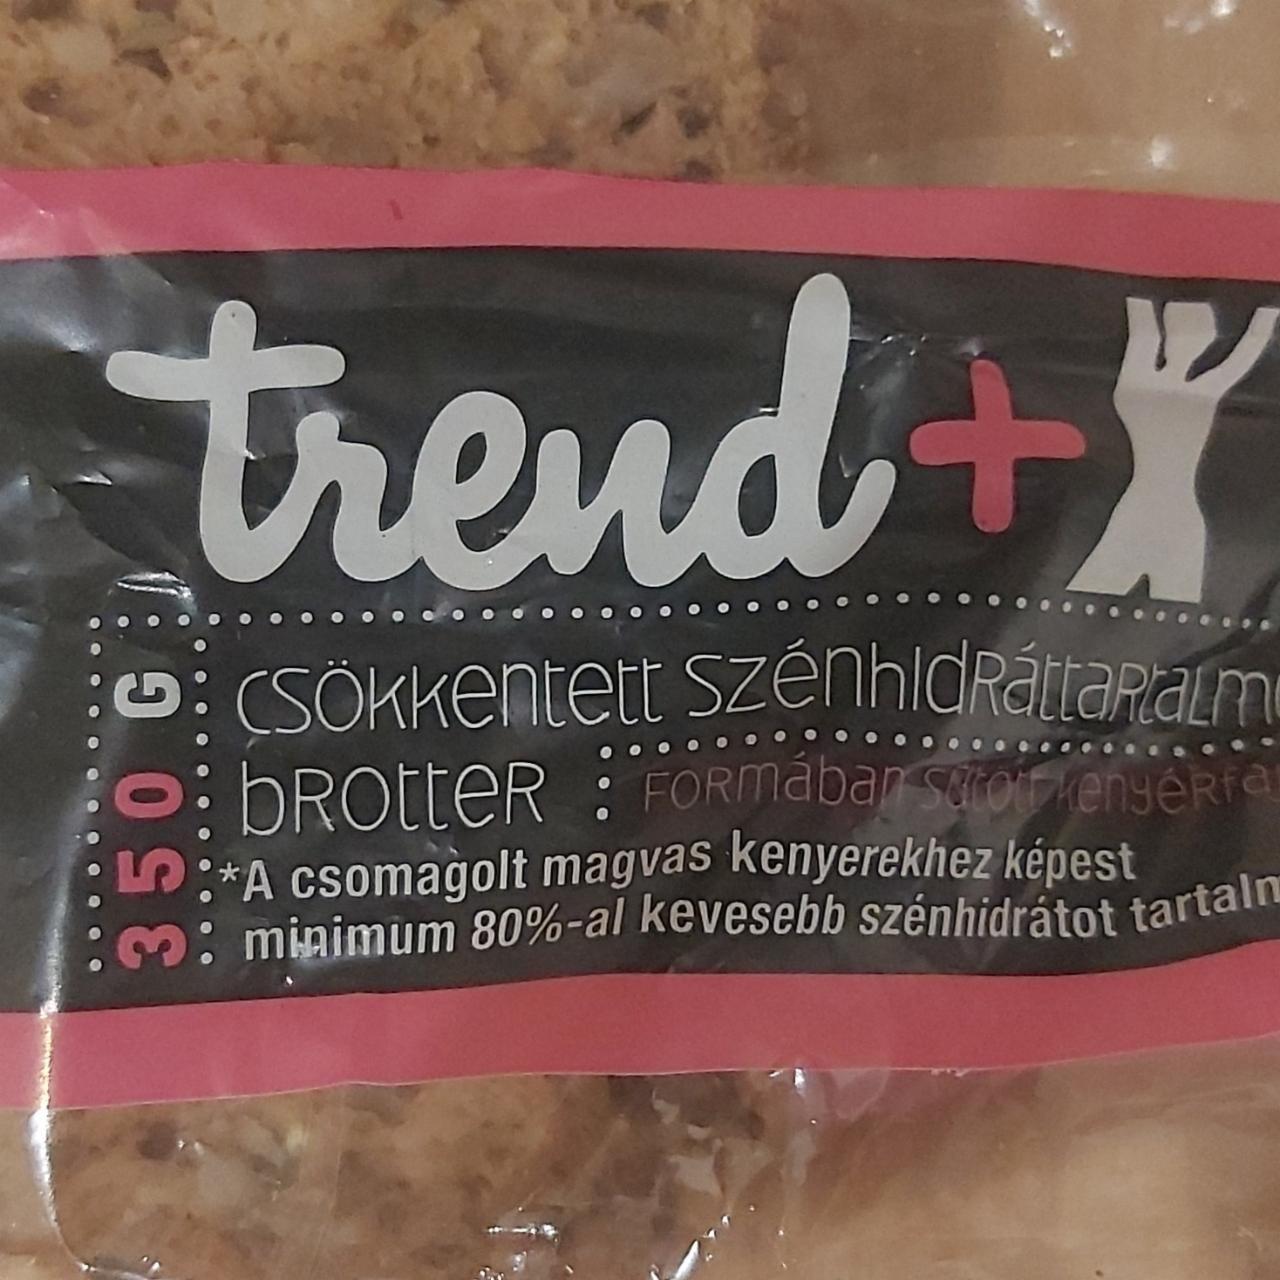 trend+
350 G
csökkentett szénhidráttartalm
brotter
formában sütött kenyérfa
*A csomagolt magvas kenyerekhez képest
minimum 80%-al kevesebb szénhidrátot tartalm